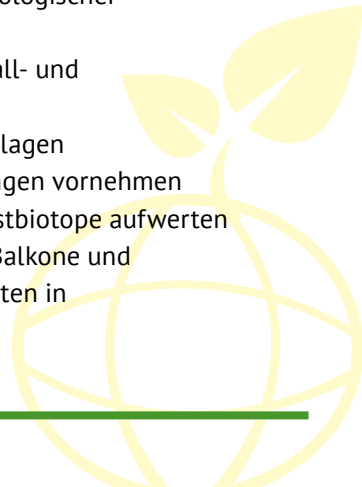 ologischer
all- und
lagen
ngen vornehmen
stbiotope aufwerten
Balkone und
ten in